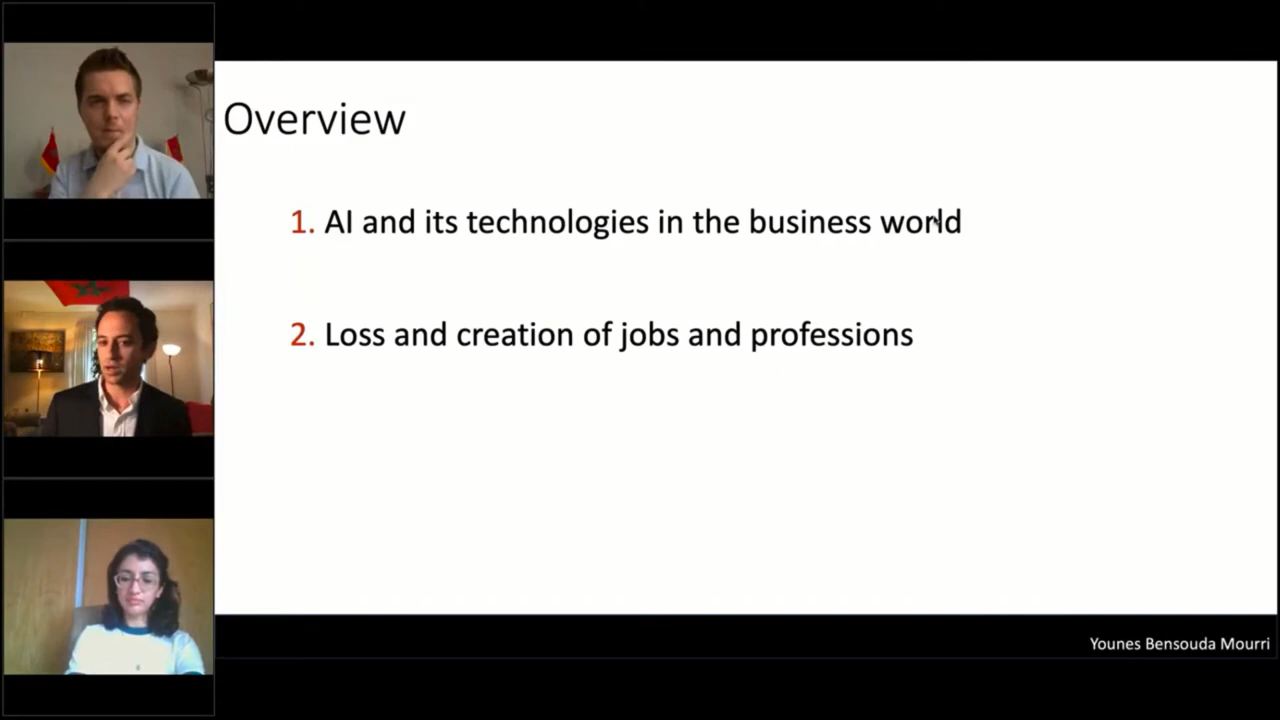 Overview
1. AI and its technologies in the business world
2. Loss and creation of jobs and professions
Younes Bensouda Mourri